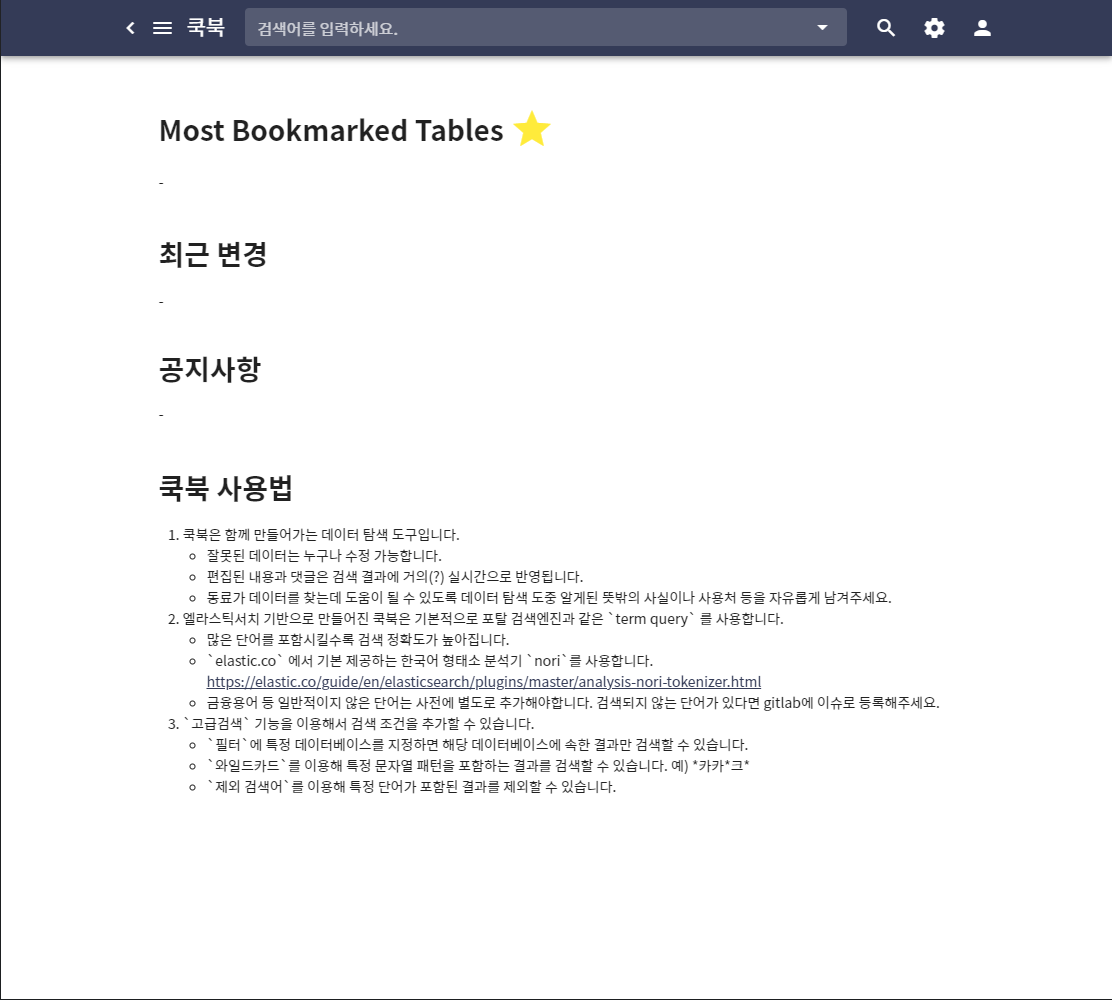 쿡북
검색어를 입력하세요.
Most Bookmarked Tables
-
최근 변경
-
공지사항
-
쿡북 사용법
1. 쿡북은 함께 만들어가는 데이터 탐색 도구입니다.
잘못된 데이터는 누구나 수정 가능합니다.
편집된 내용과 댓글은 검색 결과에 거의(?) 실시간으로 반영됩니다.
동료가 데이터를 찾는데 도움이 될 수 있도록 데이터 탐색 도중 알게된 뜻밖의 사실이나 사용처 등을 자유롭게 남겨주세요.
2. 엘라스틱서치 기반으로 만들어진 쿡북은 기본적으로 포탈 검색엔진과 같은 `term query` 를 사용합니다.
많은 단어를 포함시킬수록 검색 정확도가 높아집니다.
`elastic.co` 에서 기본 제공하는 한국어 형태소 분석기 `nori`를 사용합니다.
https://elastic.co/guide/en/elasticsearch/plugins/master/analysis-nori-tokenizer.html
금융용어 등 일반적이지 않은 단어는 사전에 별도로 추가해야합니다. 검색되지 않는 단어가 있다면 gitlab에 이슈로 등록해주세요.
3. `고급검색` 기능을 이용해서 검색 조건을 추가할 수 있습니다.
`필터`에 특정 데이터베이스를 지정하면 해당 데이터베이스에 속한 결과만 검색할 수 있습니다.
`와일드카드`를 이용해 특정 문자열 패턴을 포함하는 결과를 검색할 수 있습니다. 예) *카카*크*
`제외 검색어`를 이용해 특정 단어가 포함된 결과를 제외할 수 있습니다.